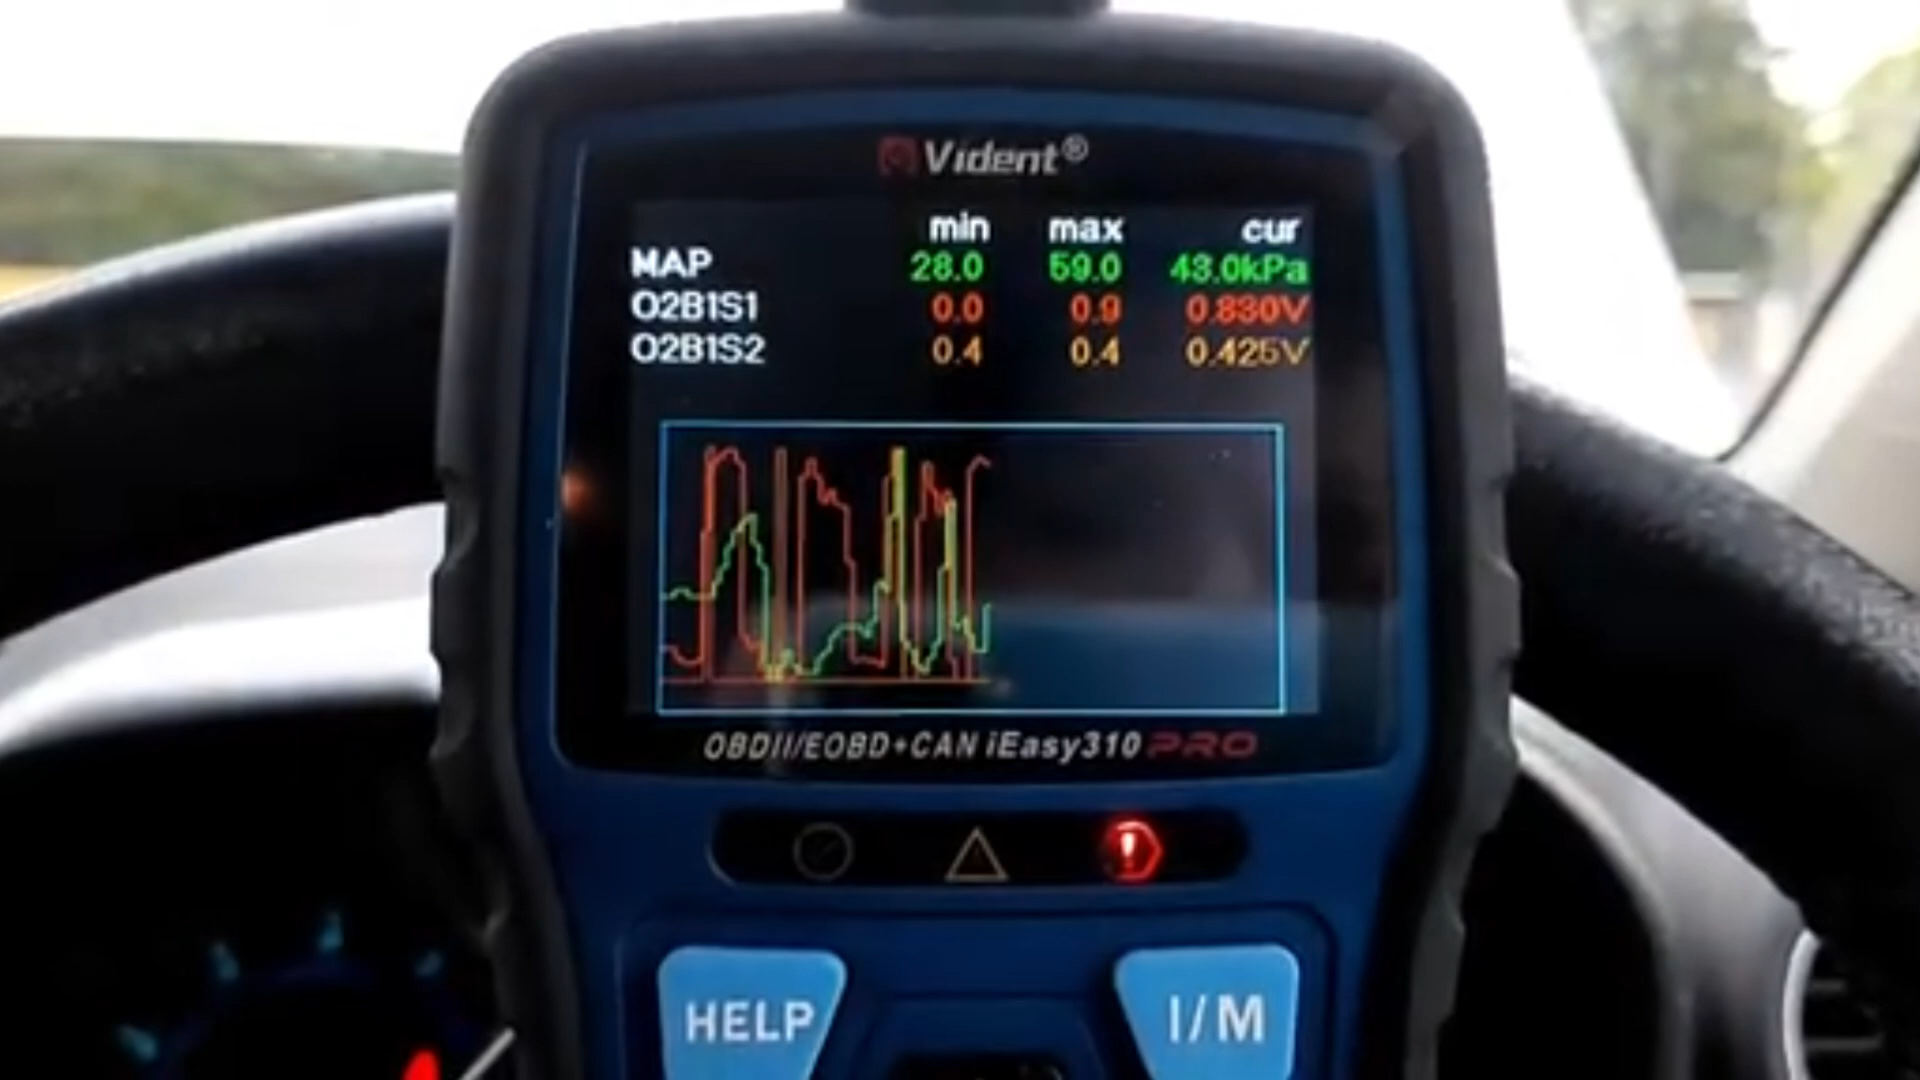 Vident®
min max cur
MAP 28.0 59.0 43.0kPa
O2B1S1 0.0 0.9 0.830V
O2B1S2 0.4 0.4 0.425V
OBDII/EOBD+CAN iEasy310 PRO
!
HELP I/M